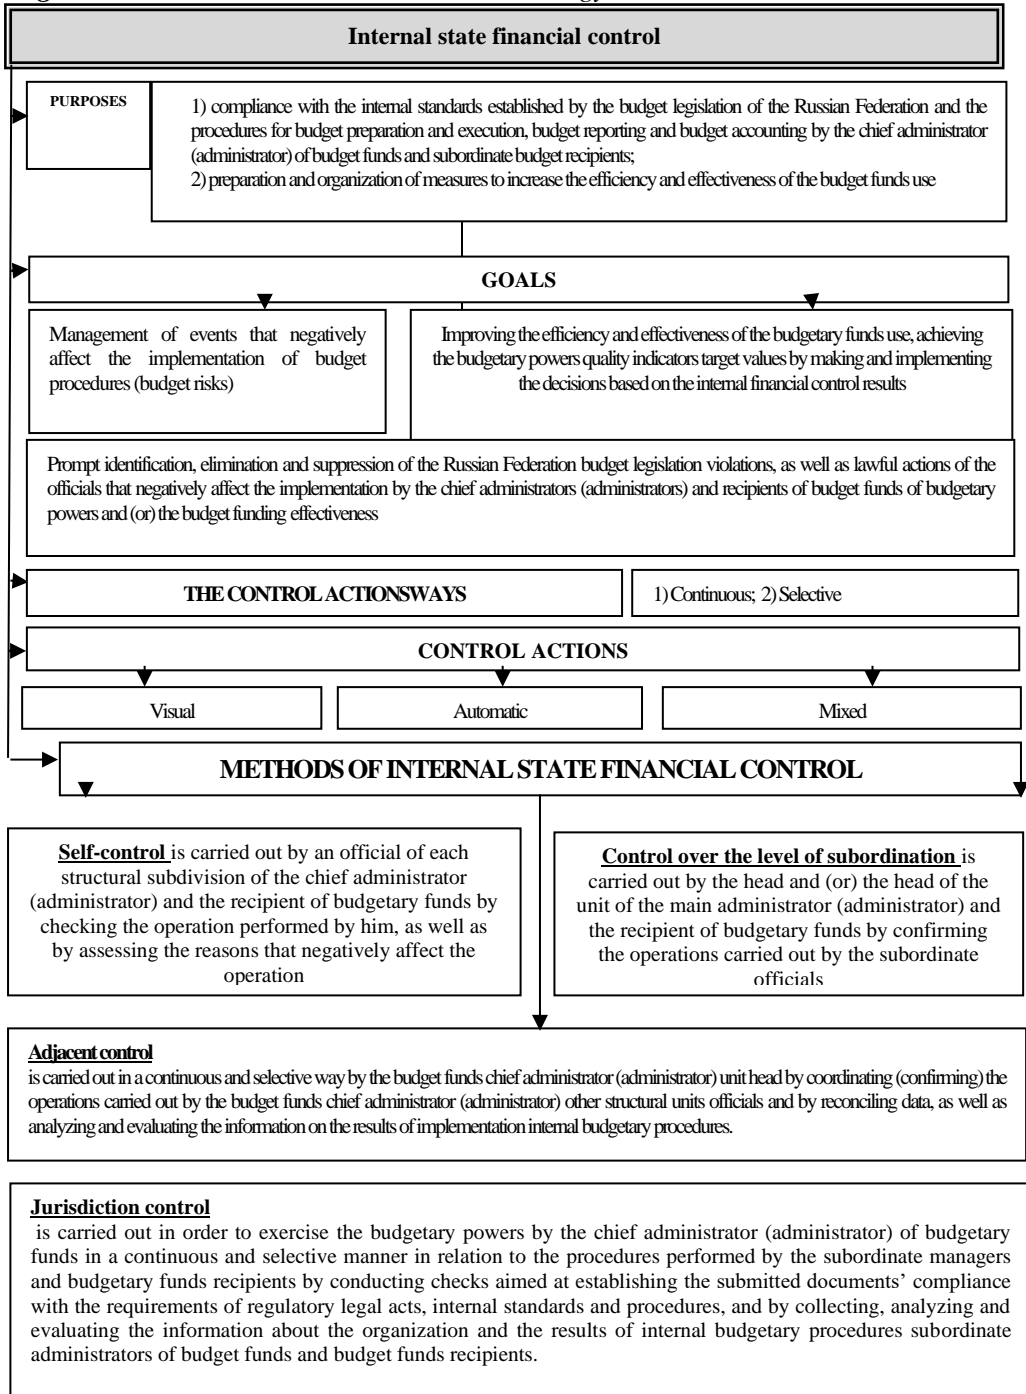 Internal state financial control
PURPOSES
1) compliance with the internal standards established by the budget legislation of the Russian Federation and the
procedures for budget preparation and execution, budget reporting and budget accounting by the chief administrator
(administrator) of budget funds and subordinate budget recipients;
2) preparation and organization of measures to increase the efficiency and effectiveness of the budget funds use
GOALS
Management of events that negatively
affect the implementation of budget
procedures (budget risks)
Improving the efficiency and effectiveness of the budgetary funds use, achieving
the budgetary powers quality indicators target values by making and implementing
the decisions based on the internal financial control results
Prompt identification, elimination and suppression of the Russian Federation budget legislation violations, as well as lawful actions of the
officials that negatively affect the implementation by the chief administrators (administrators) and recipients of budget funds of budgetary
powers and (or) the budget funding effectiveness
THE CONTROL ACTIONSWAYS
1) Continuous; 2) Selective
CONTROL ACTIONS
Visual
Automatic
Mixed
METHODS OF INTERNAL STATE FINANCIAL CONTROL
Self-control is carried out by an official of each
structural subdivision of the chief administrator
(administrator) and the recipient of budgetary funds by
checking the operation performed by him, as well as
by assessing the reasons that negatively affect the
operation
Control over the level of subordination is
carried out by the head and (or) the head of the
unit of the main administrator (administrator) and
the recipient of budgetary funds by confirming
the operations carried out by the subordinate
officials
Adjacent control
is carried out in a continuous and selective way by the budget funds chief administrator (administrator) unit head by coordinating (confirming) the
operations carried out by the budget funds chief administrator (administrator) other structural units officials and by reconciling data, as well as
analyzing and evaluating the information on the results of implementation internal budgetary procedures.
Jurisdiction control
is carried out in order to exercise the budgetary powers by the chief administrator (administrator) of budgetary
funds in a continuous and selective manner in relation to the procedures performed by the subordinate managers
and budgetary funds recipients by conducting checks aimed at establishing the submitted documents’ compliance
with the requirements of regulatory legal acts, internal standards and procedures, and by collecting, analyzing and
evaluating the information about the organization and the results of internal budgetary procedures subordinate
administrators of budget funds and budget funds recipients.